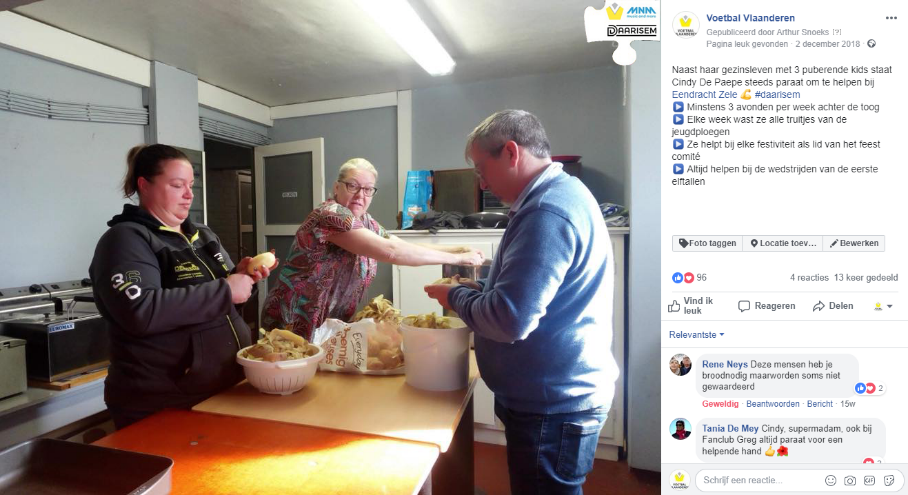 MNM
DAARISEM
Voetbal Vlaanderen
Gepubliceerd door Arthur Snoeks [?]
Pagina leuk gevonden · 2 december 2018 ·
Naast haar gezinsleven met 3 puberende kids staat
Cindy De Paepe steeds paraat om te helpen bij
Eendracht Zele 💪 #daarisem
▶ Minstens 3 avonden per week achter de toog
▶ Elke week wast ze alle truitjes van de
jeugdploegen
▶ Ze helpt bij elke festiviteit als lid van het feest
comité
▶ Altijd helpen bij de wedstrijden van de eerste
elftallen
Foto taggen Locatie toev... Bewerken
96 4 reacties 13 keer gedeeld
Vind ik
leuk Reageren Delen
Relevantste
Rene Neys Deze mensen heb je
broodnodig maarworden soms niet
gewaardeerd
2
Geweldig · Beantwoorden · Bericht · 15w
Tania De Mey Cindy, supermadam, ook bij
Fanclub Greg altijd paraat voor een
helpende hand 👍🌺
Schrijf een reactie...
GIF
EUROMAX
Everyday